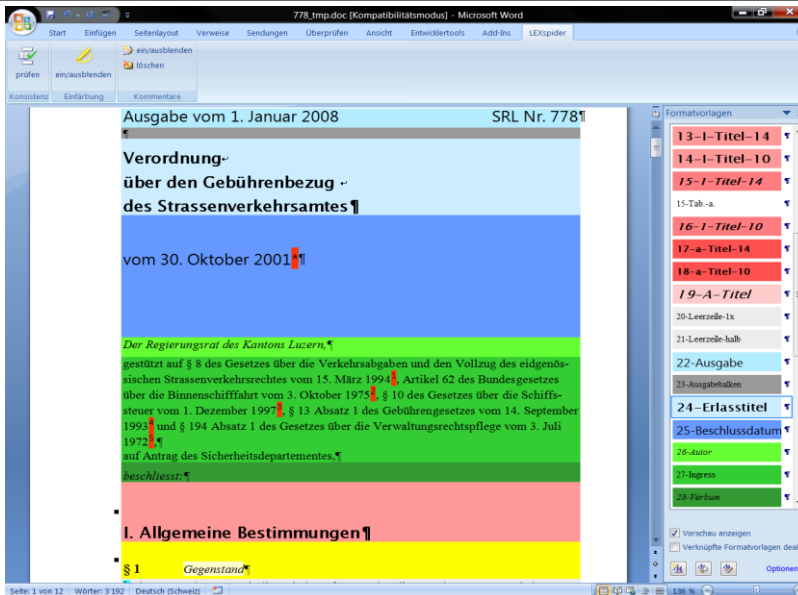 778_tmp.doc [Kompatibilitätsmodus] - Microsoft Word
Start Einfügen Seitenlayout Verweise Sendungen Überprüfen Ansicht Entwicklertools Add-Ins LEXspider
prüfen
ein/ausblenden
ein/ausblenden
löschen
Konsistenz Einfärbung Kommentare
Ausgabe vom 1. Januar 2008 SRL Nr. 778¶
¶
Verordnung↵
über den Gebührenbezug ↵
des Strassenverkehrsamtes¶
vom 30. Oktober 2001*¶
Der Regierungsrat des Kantons Luzern,¶
gestützt auf § 8 des Gesetzes über die Verkehrsabgaben und den Vollzug des eidgenös-
sischen Strassenverkehrsrechtes vom 15. März 1994¹, Artikel 62 des Bundesgesetzes
über die Binnenschifffahrt vom 3. Oktober 1975², § 10 des Gesetzes über die Schiffs-
steuer vom 1. Dezember 1997³, § 13 Absatz 1 des Gebührengesetzes vom 14. September
1993⁴ und § 194 Absatz 1 des Gesetzes über die Verwaltungsrechtspflege vom 3. Juli
1972⁵,¶
auf Antrag des Sicherheitsdepartementes,¶
beschliesst:¶
I. Allgemeine Bestimmungen¶
§ 1 Gegenstand¶
Formatvorlagen
13-I-Titel-14 ¶
14-I-Titel-10 ¶
15-1-Titel-14 ¶
15-Tab.-a. ¶
16-1-Titel-10 ¶
17-a-Titel-14 ¶
18-a-Titel-10 ¶
19-A-Titel ¶
20-Leerzeile-1x ¶
21-Leerzeile-halb ¶
22-Ausgabe ¶
23-Ausgabebalken ¶
24-Erlasstitel ¶
25-Beschlussdatum ¶
26-Autor ¶
27-Ingress ¶
28-Verbum ¶
Vorschau anzeigen
Verknüpfte Formatvorlagen deal
Optionen
Seite: 1 von 12 Wörter: 3'192 Deutsch (Schweiz) 136 %